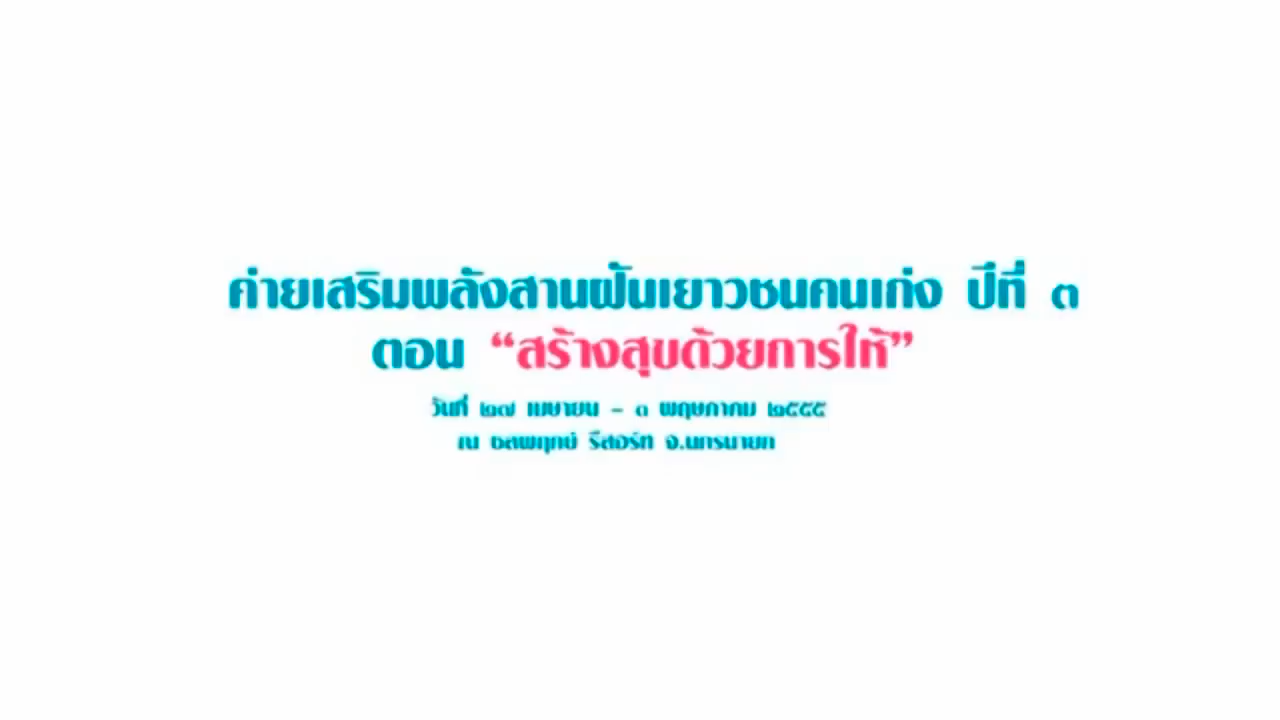 ค่ายเสริมพลังสานฝันเยาวชนคนเก่ง ปีที่ ๓
ตอน “สร้างสุขด้วยการให้”
วันที่ ๒๗ เมษายน - ๑ พฤษภาคม ๒๕๕๕
ณ ชลพฤกษ์ รีสอร์ท จ.นครนายก